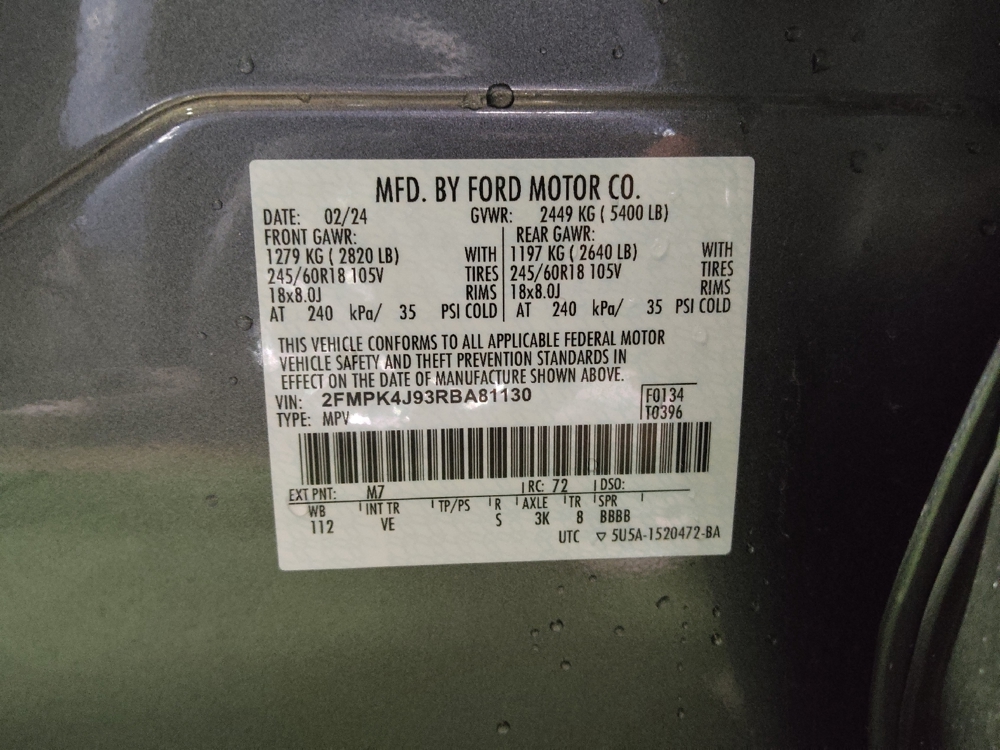 MFD. BY FORD MOTOR CO.
DATE: 02/24 GVWR: 2449 KG ( 5400 LB)
FRONT GAWR: REAR GAWR:
1279 KG ( 2820 LB) WITH 1197 KG ( 2640 LB) WITH
245/60R18 105V TIRES 245/60R18 105V TIRES
18x8.0J RIMS 18x8.0J RIMS
AT 240 kPa/ 35 PSI COLD AT 240 kPa/ 35 PSI COLD
THIS VEHICLE CONFORMS TO ALL APPLICABLE FEDERAL MOTOR
VEHICLE SAFETY AND THEFT PREVENTION STANDARDS IN
EFFECT ON THE DATE OF MANUFACTURE SHOWN ABOVE.
VIN: 2FMPK4J93RBA81130 F0134
TYPE: MPV T0396
EXT PNT: M7 RC: 72 DSO:
WB INT TR TP/PS R AXLE TR SPR
112 VE S 3K 8 BBBB
UTC ▽ 5U5A-1520472-BA